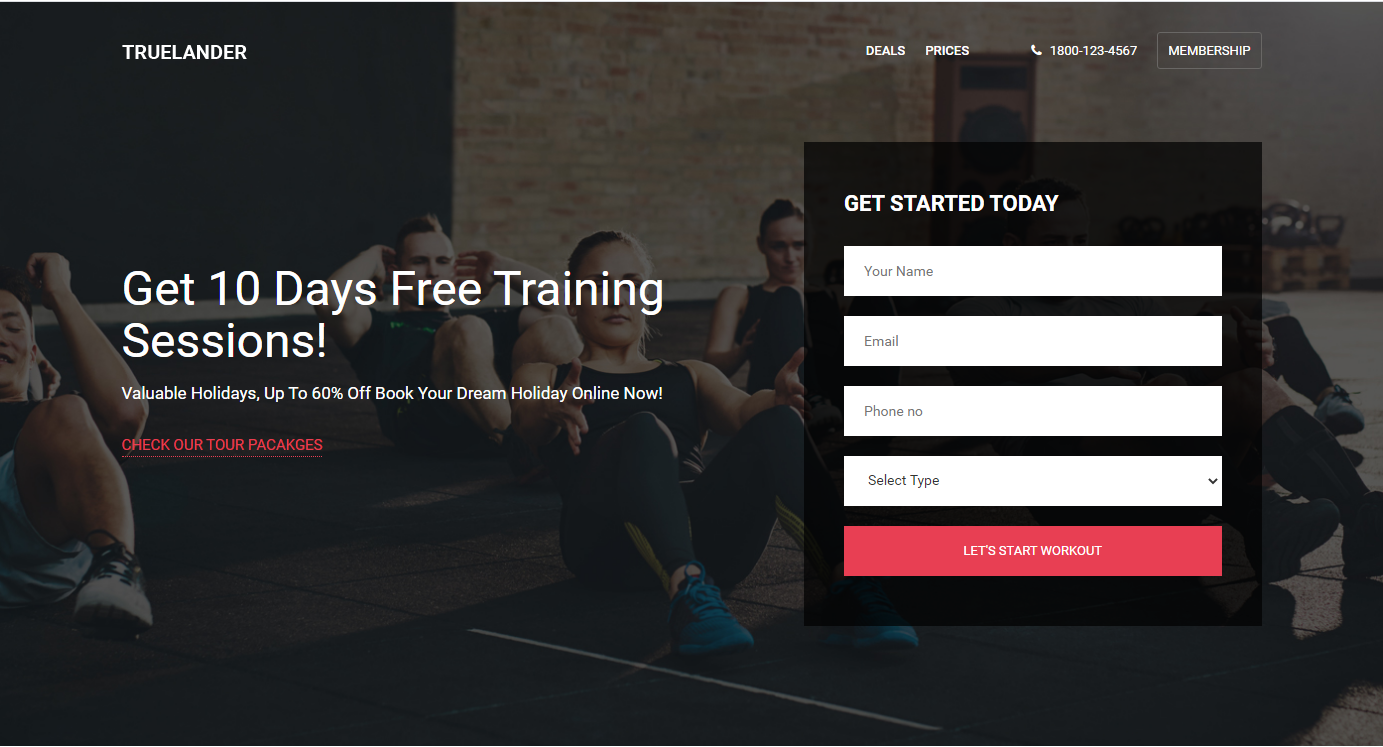 TRUELANDER
DEALS PRICES 1800-123-4567 MEMBERSHIP
Get 10 Days Free Training
Sessions!
Valuable Holidays, Up To 60% Off Book Your Dream Holiday Online Now!
CHECK OUR TOUR PACAKGES
GET STARTED TODAY
Your Name
Email
Phone no
Select Type
LET'S START WORKOUT